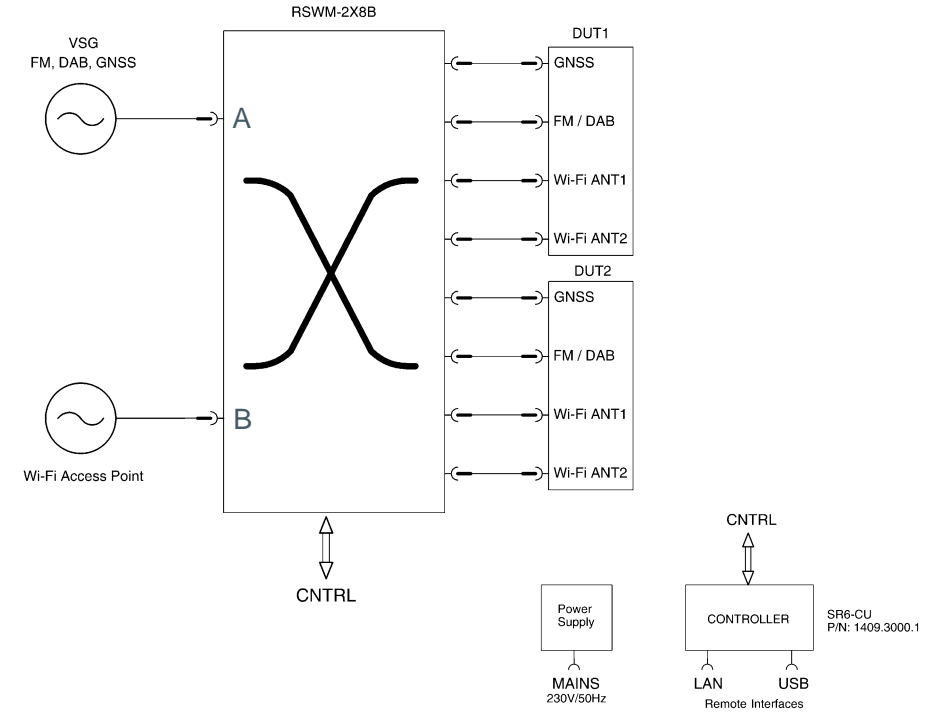 RSWM-2X8B
VSG
FM, DAB, GNSS
A
B
Wi-Fi Access Point
CNTRL
DUT1
GNSS
FM / DAB
Wi-Fi ANT1
Wi-Fi ANT2
DUT2
GNSS
FM / DAB
Wi-Fi ANT1
Wi-Fi ANT2
Power
Supply
MAINS
230V/50Hz
CNTRL
CONTROLLER
SR6-CU
P/N: 1409.3000.1
LAN
USB
Remote Interfaces